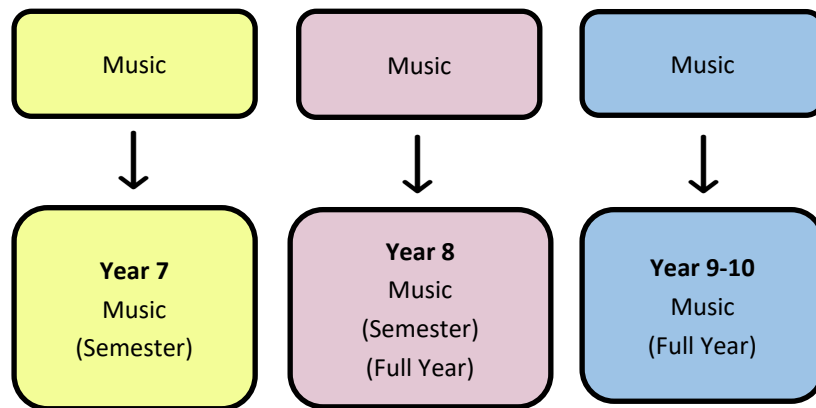 Music
Music
Music
Year 7
Music
(Semester)
Year 8
Music
(Semester)
(Full Year)
Year 9-10
Music
(Full Year)